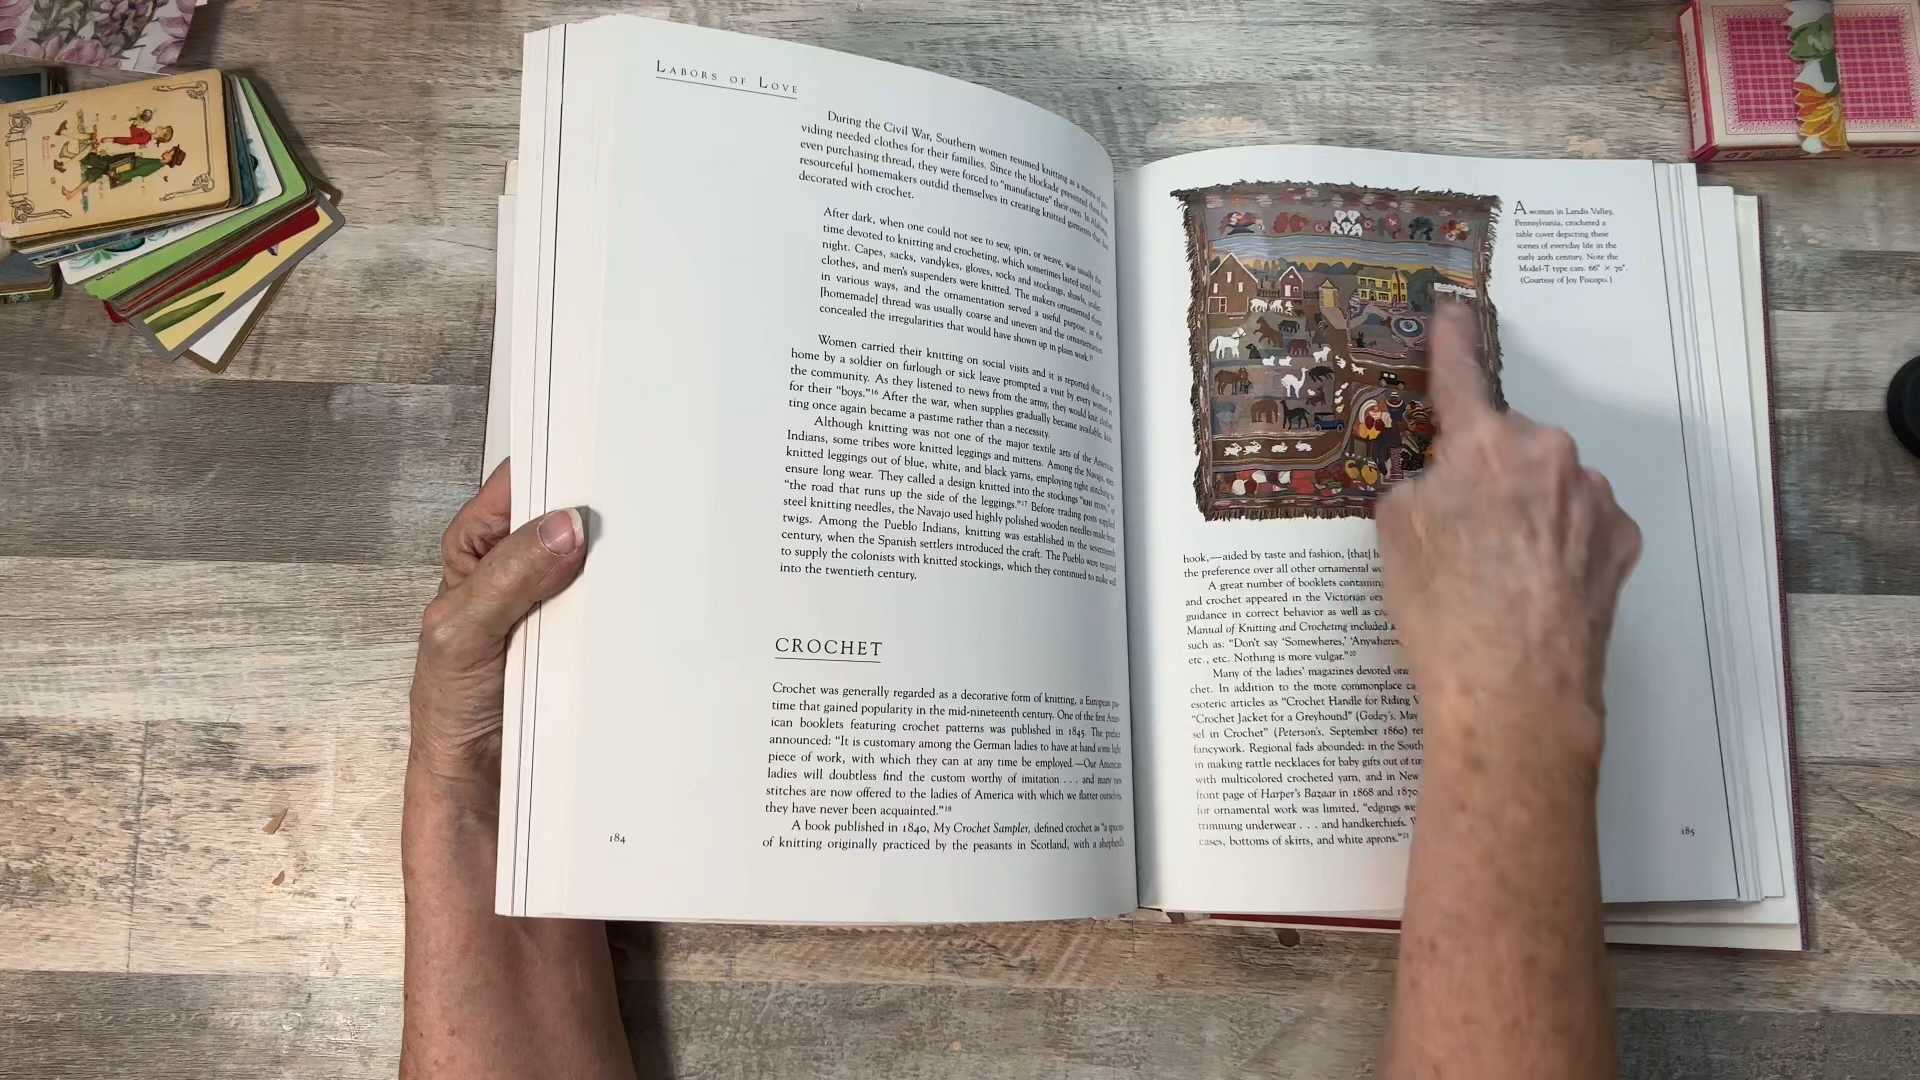 LABORS OF LOVE
During the Civil War, Southern women resumed knitting as a means of
viding needed clothes for their families. Since the blockade prevented them from
even purchasing thread, they were forced to "manufacture" their own. In Alabama,
resourceful homemakers outdid themselves in creating knitted garments that they
decorated with crochet.
After dark, when one could not see to sew, spin, or weave, was usually the
time devoted to knitting and crocheting, which sometimes lasted until mid-
night. Capes, sacks, vandykes, gloves, socks and stockings, shawls, under-
clothes, and men's suspenders were knitted. The makers ornamented them
in various ways, and the ornamentation served a useful purpose, as the
[homemade] thread was usually coarse and uneven and the ornamentation
concealed the irregularities that would have shown up in plain work."
Women carried their knitting on social visits and it is reported that a trip
home by a soldier on furlough or sick leave prompted a visit by every woman in
the community. As they listened to news from the army, they would knit clothes
for their "boys."16 After the war, when supplies gradually became available, knit-
ting once again became a pastime rather than a necessity.
Although knitting was not one of the major textile arts of the American
Indians, some tribes wore knitted leggings and mittens. Among the Navajo, men
knitted leggings out of blue, white, and black yarns, employing tight stitching to
ensure long wear. They called a design knitted into the stockings or
"the road that runs up the side of the leggings."17 Before trading posts supplied
steel knitting needles, the Navajo used highly polished wooden needles made from
twigs. Among the Pueblo Indians, knitting was established in the seventeenth
century, when the Spanish settlers introduced the craft. The Pueblo were required
to supply the colonists with knitted stockings, which they continued to make well
into the twentieth century.
CROCHET
Crochet was generally regarded as a decorative form of knitting, a European pas-
time that gained popularity in the mid-nineteenth century. One of the first Amer-
ican booklets featuring crochet patterns was published in 1845. The preface
announced: "It is customary among the German ladies to have at hand some light
piece of work, with which they can at any time be employed.—Our American
ladies will doubtless find the custom worthy of imitation . . . and many new
stitches are now offered to the ladies of America with which we flatter ourselves
they have never been acquainted."18
A book published in 1840, My Crochet Sampler, defined crochet as "a species
of knitting originally practiced by the peasants in Scotland, with a shepherd's
184
A woman in Landis Valley,
Pennsylvania, crocheted a
table cover depicting these
scenes of everyday life in the
early 20th century. Note the
Model-T type cars. 66" × 70".
(Courtesy of Joy Piscopo.)
hook,—aided by taste and fashion, [that] h
the preference over all other ornamental w
A great number of booklets containin
and crochet appeared in the Victorian era.
guidance in correct behavior as well as cr
Manual of Knitting and Crocheting included
such as: "Don't say 'Somewheres,' 'Anywheres,
etc., etc. Nothing is more vulgar."20
Many of the ladies' magazines devoted one
chet. In addition to the more commonplace ca
esoteric articles as "Crochet Handle for Riding
"Crochet Jacket for a Greyhound" (Godey's, May
sel in Crochet" (Peterson's, September 1860)
fancywork. Regional fads abounded: in the South
in making rattle necklaces for baby gifts out of
with multicolored crocheted yarn, and in New
front page of Harper's Bazaar in 1868 and 1870
for ornamental work was limited, "edgings we
trimming underwear . . . and handkerchiefs.
cases, bottoms of skirts, and white aprons."21
185
VIII